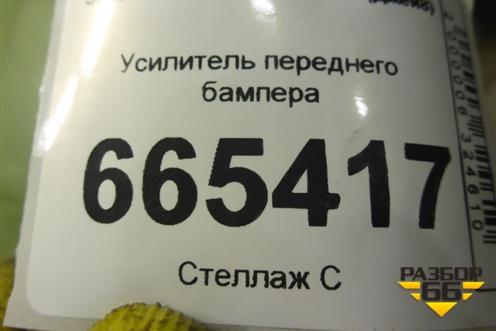 Усилитель переднего
бампера
665417
Стеллаж С
РАЗБОР
66